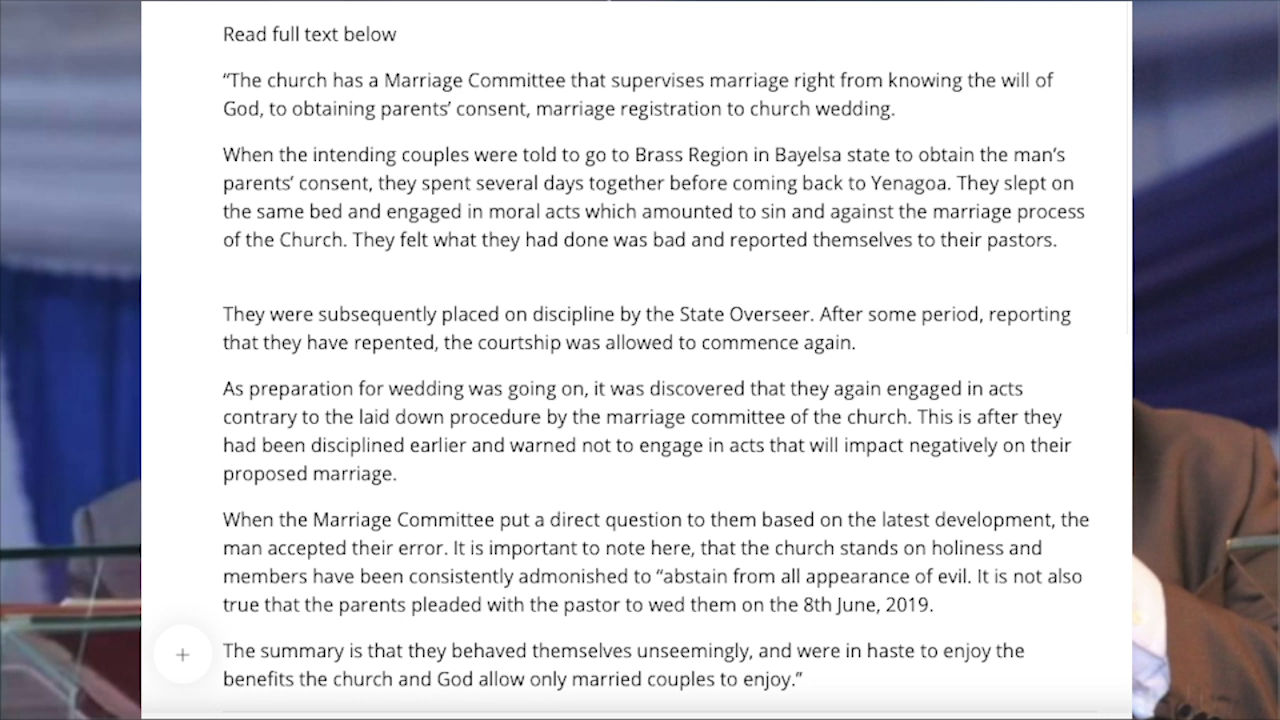 Read full text below
“The church has a Marriage Committee that supervises marriage right from knowing the will of
God, to obtaining parents’ consent, marriage registration to church wedding.
When the intending couples were told to go to Brass Region in Bayelsa state to obtain the man’s
parents’ consent, they spent several days together before coming back to Yenagoa. They slept on
the same bed and engaged in moral acts which amounted to sin and against the marriage process
of the Church. They felt what they had done was bad and reported themselves to their pastors.
They were subsequently placed on discipline by the State Overseer. After some period, reporting
that they have repented, the courtship was allowed to commence again.
As preparation for wedding was going on, it was discovered that they again engaged in acts
contrary to the laid down procedure by the marriage committee of the church. This is after they
had been disciplined earlier and warned not to engage in acts that will impact negatively on their
proposed marriage.
When the Marriage Committee put a direct question to them based on the latest development, the
man accepted their error. It is important to note here, that the church stands on holiness and
members have been consistently admonished to “abstain from all appearance of evil. It is not also
true that the parents pleaded with the pastor to wed them on the 8th June, 2019.
The summary is that they behaved themselves unseemingly, and were in haste to enjoy the
benefits the church and God allow only married couples to enjoy.”